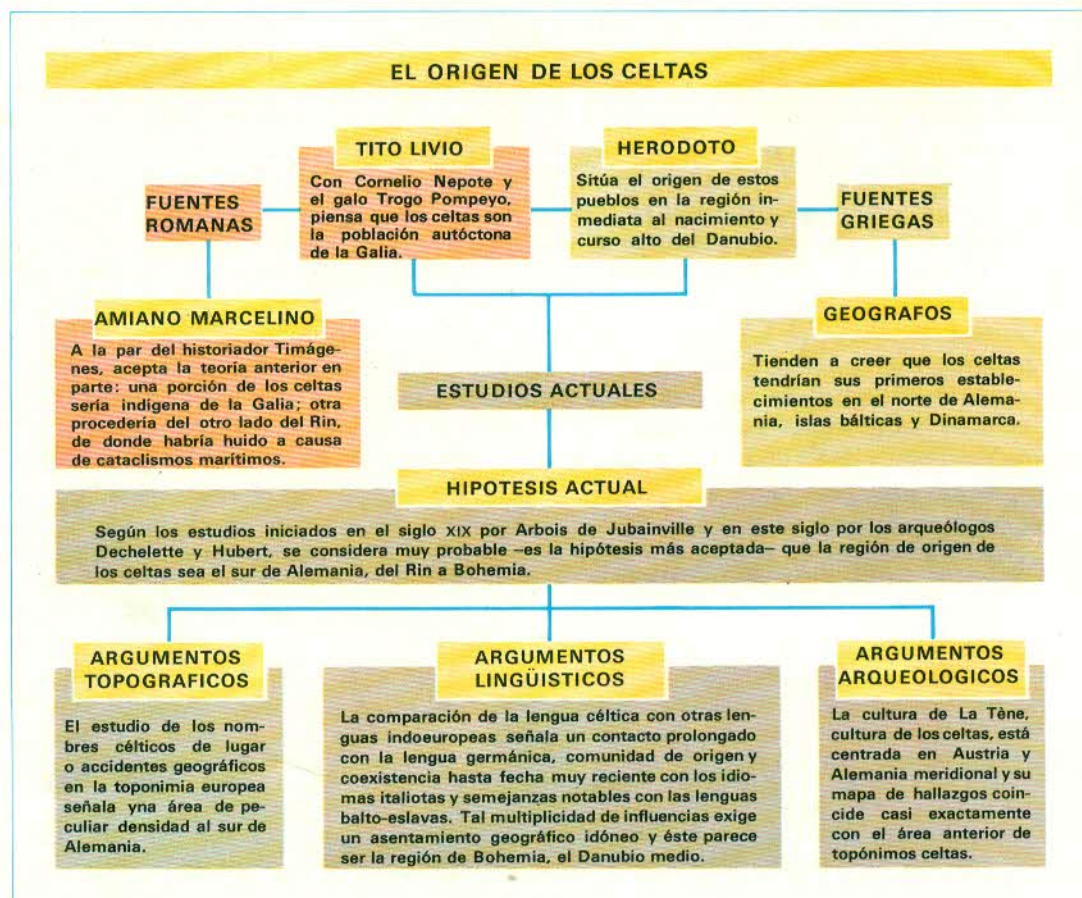 EL ORIGEN DE LOS CELTAS
TITO LIVIO
Con Cornelio Nepote y
el galo Trogo Pompeyo,
piensa que los celtas son
la población autóctona
de la Galia.
HERODOTO
Sitúa el origen de estos
pueblos en la región in-
mediata al nacimiento y
curso alto del Danubio.
FUENTES
ROMANAS
FUENTES
GRIEGAS
AMIANO MARCELINO
A la par del historiador Timáge-
nes, acepta la teoría anterior en
parte: una porción de los celtas
sería indígena de la Galia; otra
procedería del otro lado del Rin,
de donde habría huido a causa
de cataclismos marítimos.
GEOGRAFOS
Tienden a creer que los celtas
tendrían sus primeros estable-
cimientos en el norte de Alema-
nia, islas bálticas y Dinamarca.
ESTUDIOS ACTUALES
HIPOTESIS ACTUAL
Según los estudios iniciados en el siglo XIX por Arbois de Jubainville y en este siglo por los arqueólogos
Dechelette y Hubert, se considera muy probable –es la hipótesis más aceptada– que la región de origen de
los celtas sea el sur de Alemania, del Rin a Bohemia.
ARGUMENTOS
TOPOGRAFICOS
El estudio de los nom-
bres célticos de lugar
o accidentes geográficos
en la toponimia europea
señala yna área de pe-
culiar densidad al sur de
Alemania.
ARGUMENTOS
LINGÜISTICOS
La comparación de la lengua céltica con otras len-
guas indoeuropeas señala un contacto prolongado
con la lengua germánica, comunidad de origen y
coexistencia hasta fecha muy reciente con los idio-
mas italiotas y semejanzas notables con las lenguas
balto-eslavas. Tal multiplicidad de influencias exige
un asentamiento geográfico idóneo y éste parece
ser la región de Bohemia, el Danubio medio.
ARGUMENTOS
ARQUEOLOGICOS
La cultura de La Tène,
cultura de los celtas, está
centrada en Austria y
Alemania meridional y su
mapa de hallazgos coin-
cide casi exactamente
con el área anterior de
topónimos celtas.